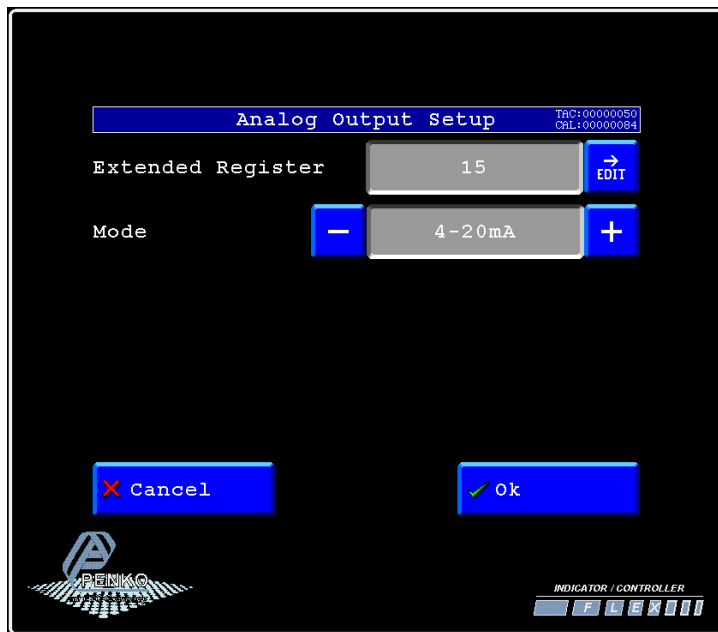 Analog Output Setup
TAC:00000050
CAL:00000084
Extended Register
15
EDIT
Mode
−
4-20mA
+
Cancel
Ok
PENKO
INDICATOR / CONTROLLER
FLEX